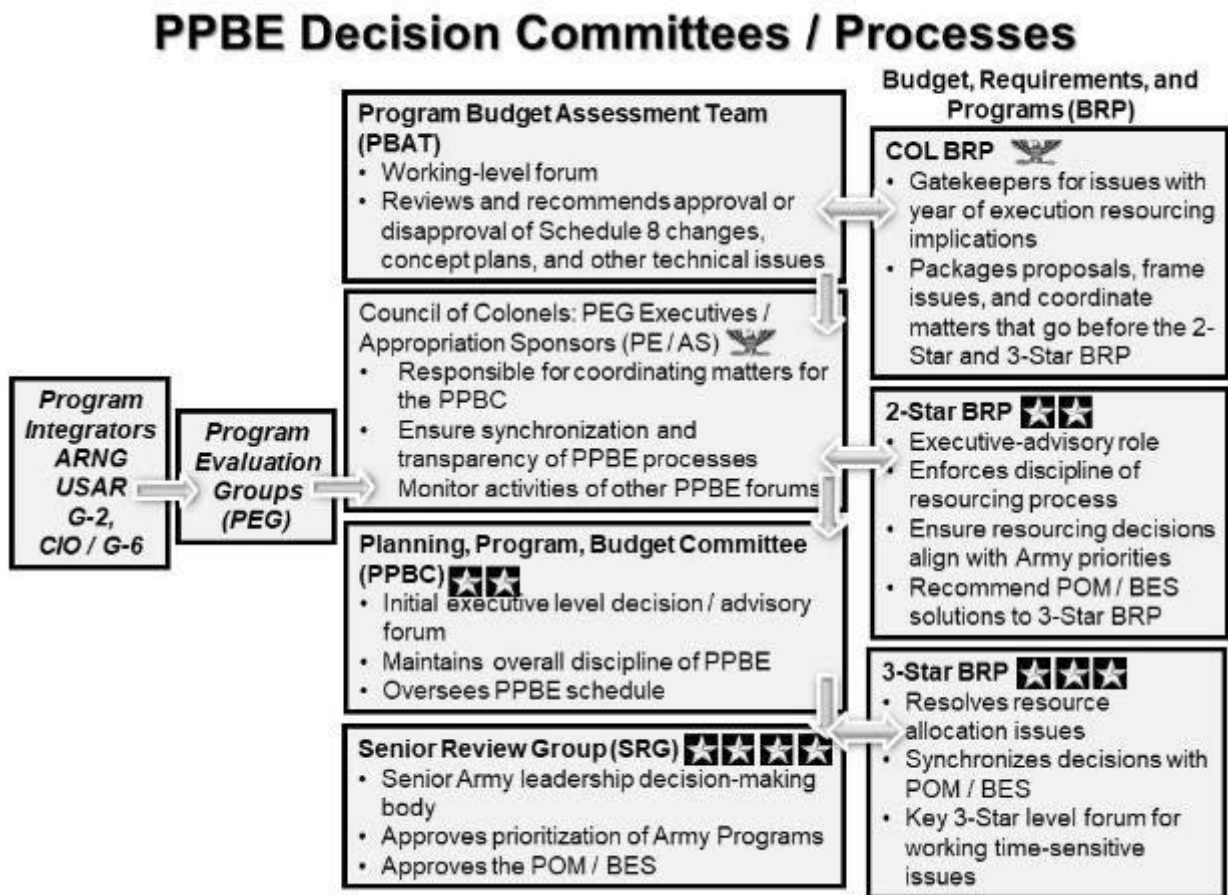 PPBE Decision Committees / Processes
Program
Integrators
ARNG
USAR
G-2,
CIO / G-6
Program
Evaluation
Groups
(PEG)
Program Budget Assessment Team
(PBAT)
• Working-level forum
• Reviews and recommends approval or
disapproval of Schedule 8 changes,
concept plans, and other technical issues
Council of Colonels: PEG Executives /
Appropriation Sponsors (PE / AS)
• Responsible for coordinating matters for
the PPBC
• Ensure synchronization and
transparency of PPBE processes
Monitor activities of other PPBE forums
Planning, Program, Budget Committee
(PPBC)
• Initial executive level decision / advisory
forum
• Maintains overall discipline of PPBE
• Oversees PPBE schedule
Senior Review Group (SRG)
• Senior Army leadership decision-making
body
• Approves prioritization of Army Programs
• Approves the POM / BES
Budget, Requirements, and
Programs (BRP)
COL BRP
• Gatekeepers for issues with
year of execution resourcing
implications
• Packages proposals, frame
issues, and coordinate
matters that go before the 2-
Star and 3-Star BRP
2-Star BRP
• Executive-advisory role
• Enforces discipline of
resourcing process
• Ensure resourcing decisions
align with Army priorities
• Recommend POM / BES
solutions to 3-Star BRP
3-Star BRP
• Resolves resource
allocation issues
• Synchronizes decisions with
POM / BES
• Key 3-Star level forum for
working time-sensitive
issues